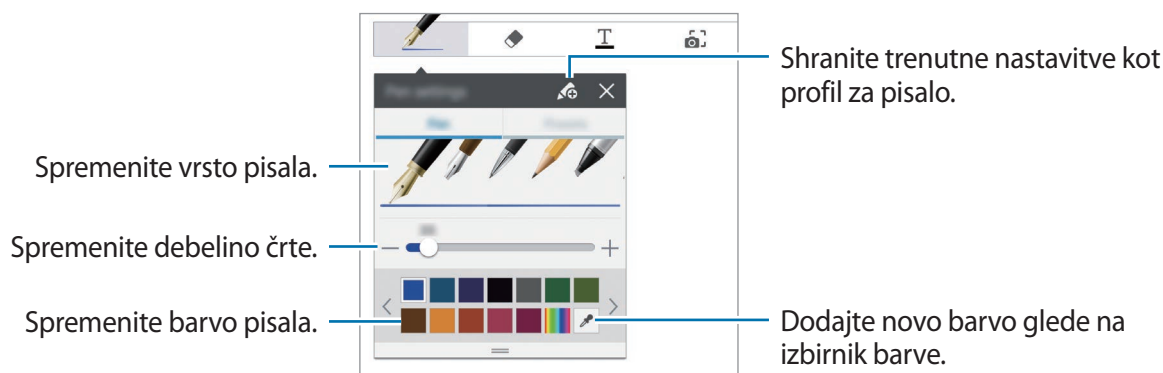 T
Shranite trenutne nastavitve kot
profil za pisalo.
Spremenite vrsto pisala.
Spremenite debelino črte.
Spremenite barvo pisala.
Dodajte novo barvo glede na
izbirnik barve.